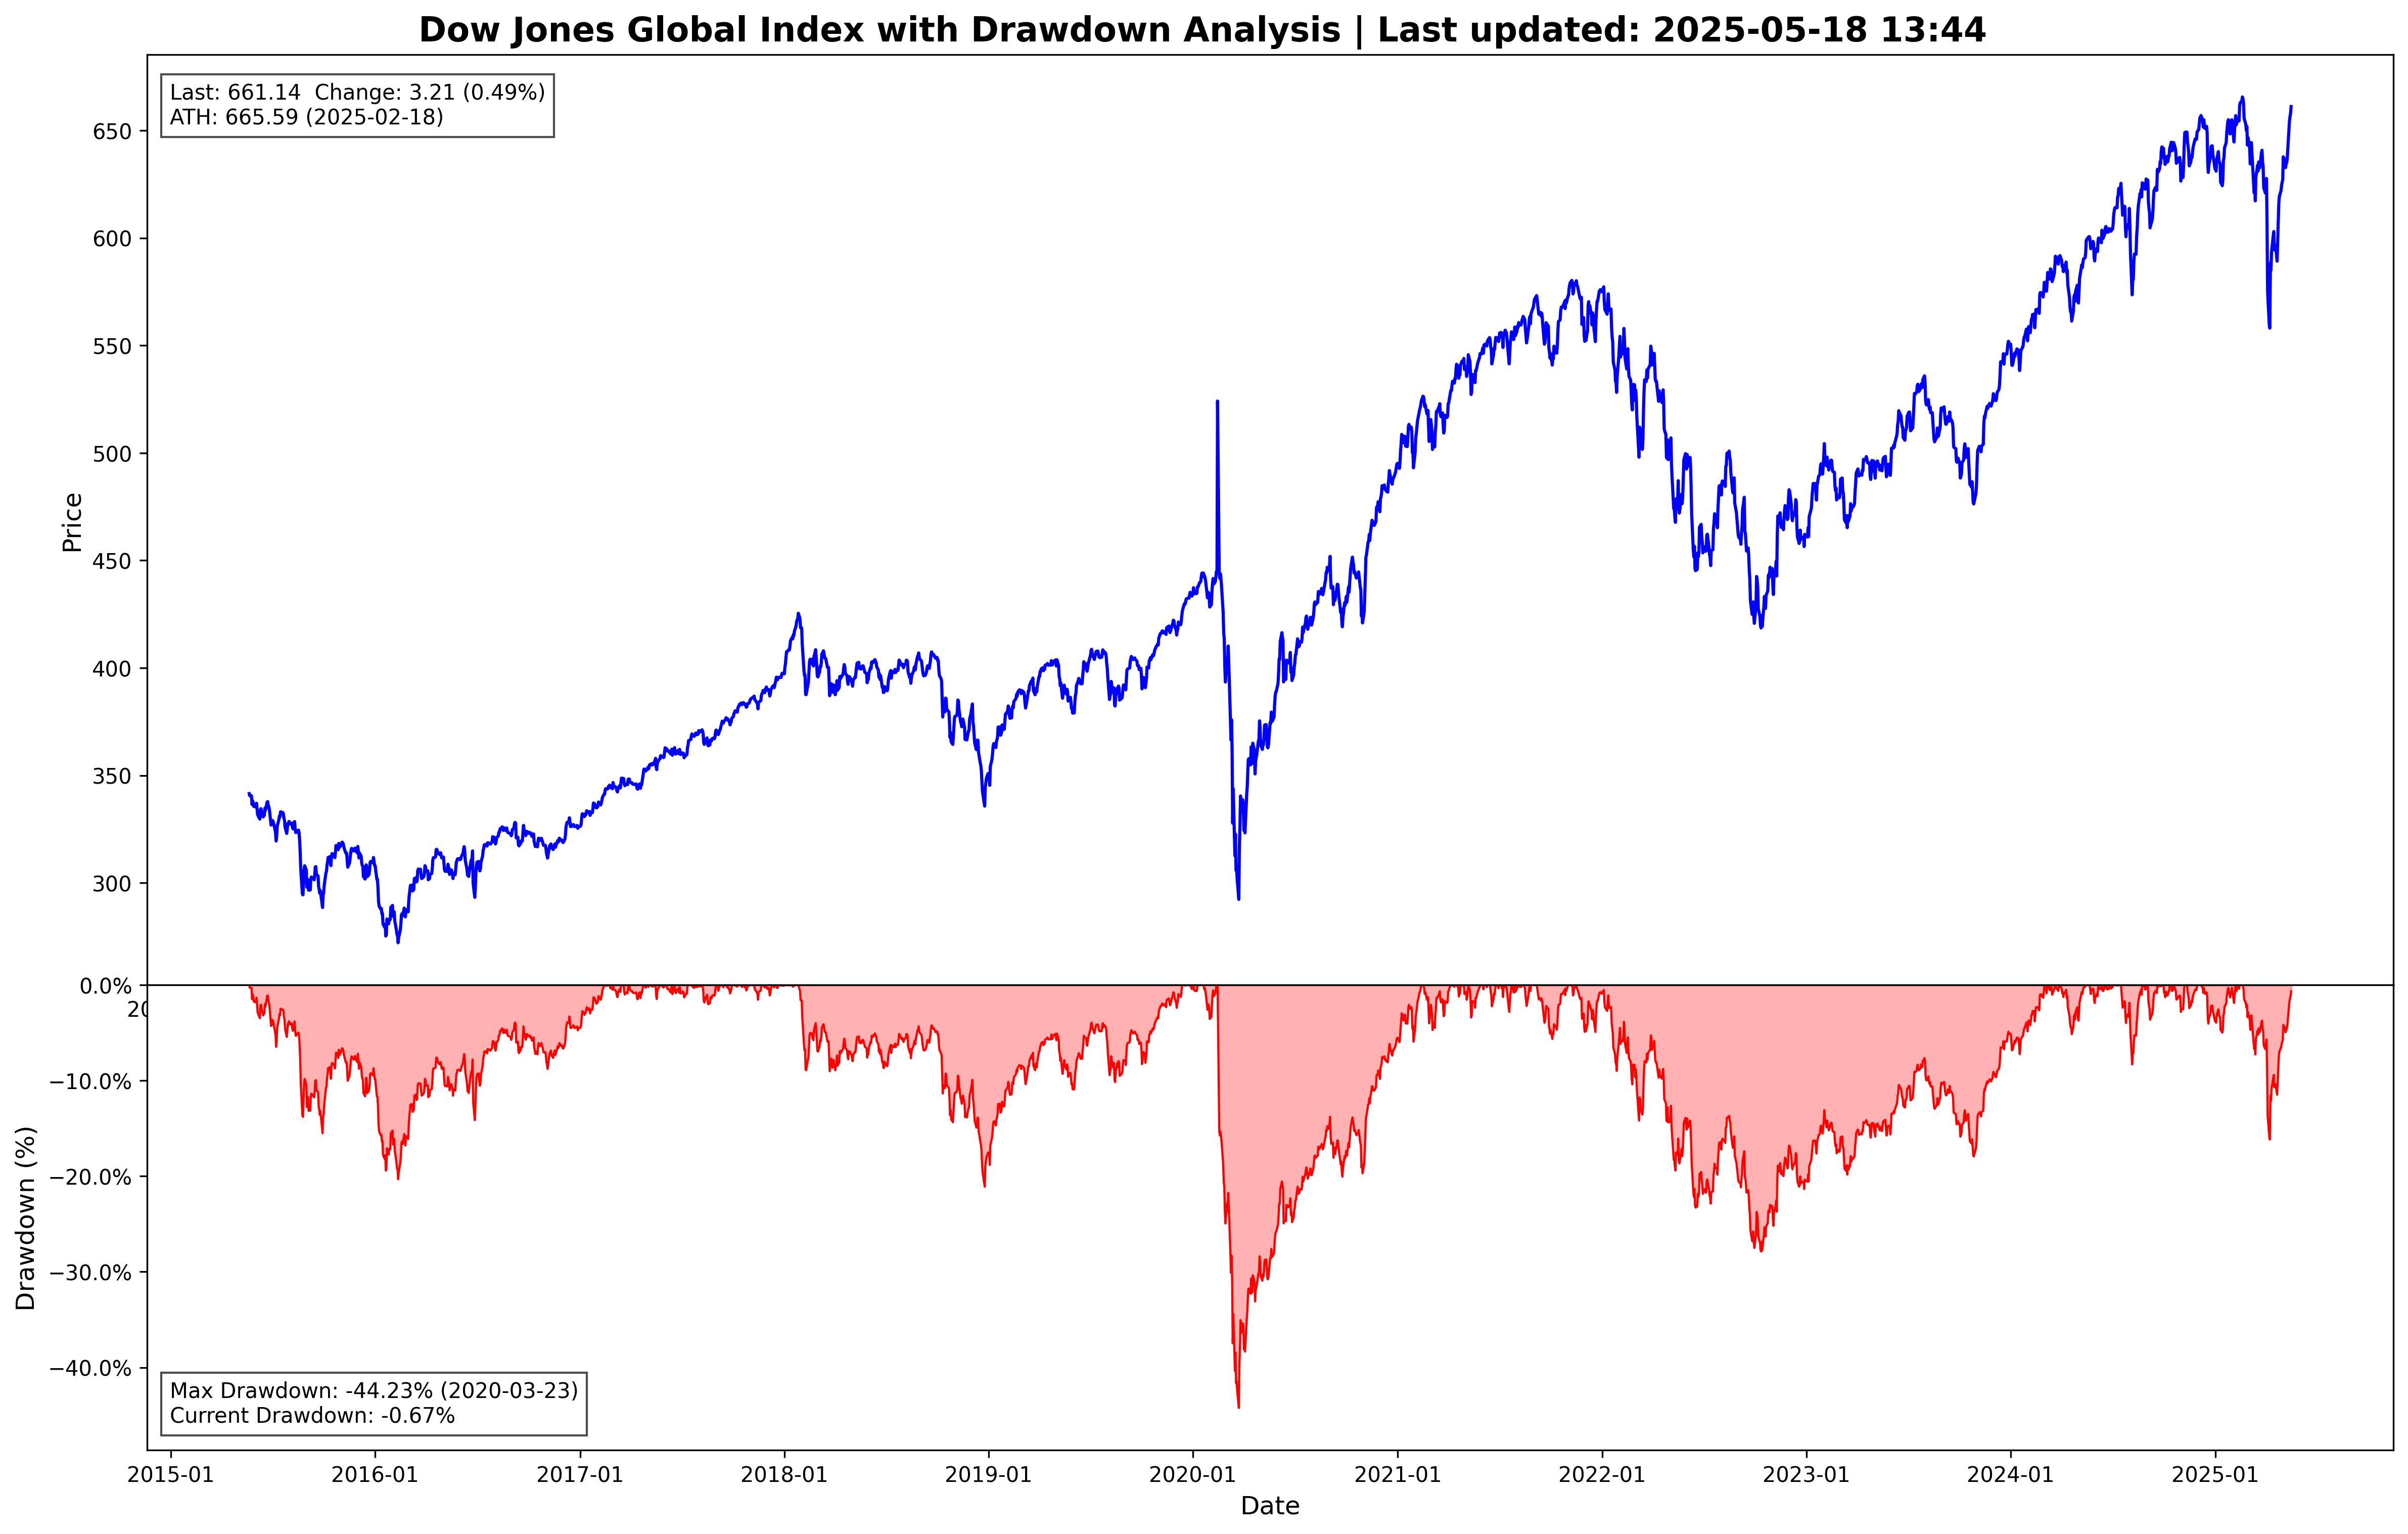 Dow Jones Global Index with Drawdown Analysis | Last updated: 2025-05-18 13:44
Last: 661.14  Change: 3.21 (0.49%)
ATH: 665.59 (2025-02-18)
650
600
550
500
450
400
350
300
Price
0.0%
20
−10.0%
−20.0%
−30.0%
−40.0%
Drawdown (%)
Max Drawdown: -44.23% (2020-03-23)
Current Drawdown: -0.67%
2015-01 2016-01 2017-01 2018-01 2019-01 2020-01 2021-01 2022-01 2023-01 2024-01 2025-01
Date